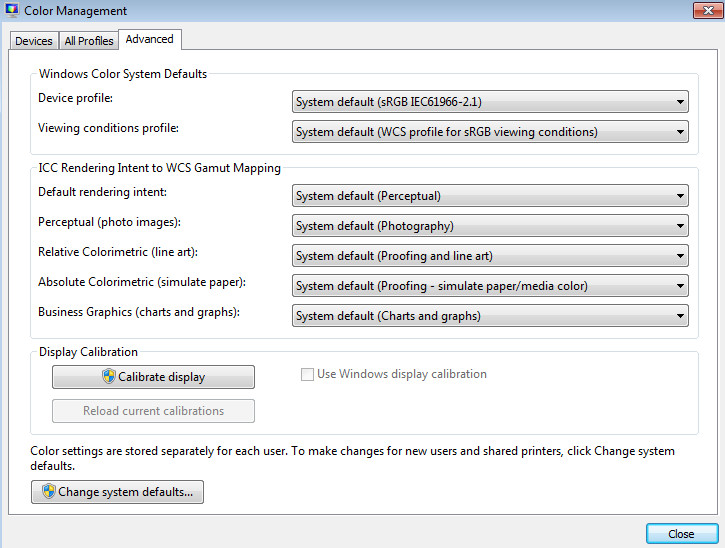 Color Management
Devices
All Profiles
Advanced
Windows Color System Defaults
Device profile:
System default (sRGB IEC61966-2.1)
Viewing conditions profile:
System default (WCS profile for sRGB viewing conditions)
ICC Rendering Intent to WCS Gamut Mapping
Default rendering intent:
System default (Perceptual)
Perceptual (photo images):
System default (Photography)
Relative Colorimetric (line art):
System default (Proofing and line art)
Absolute Colorimetric (simulate paper):
System default (Proofing - simulate paper/media color)
Business Graphics (charts and graphs):
System default (Charts and graphs)
Display Calibration
Calibrate display
Use Windows display calibration
Reload current calibrations
Color settings are stored separately for each user. To make changes for new users and shared printers, click Change system
defaults.
Change system defaults...
Close